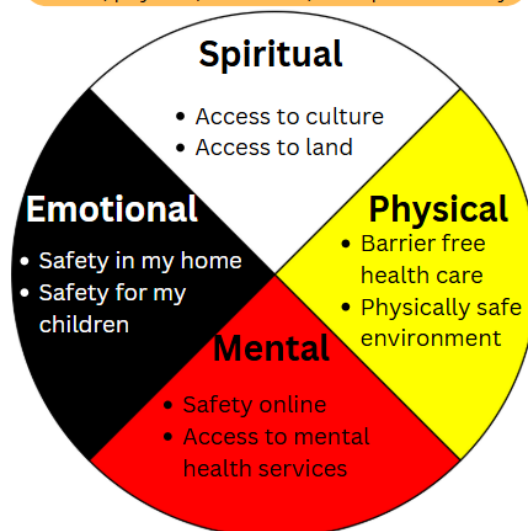 Spiritual
• Access to culture
• Access to land
Emotional
• Safety in my home
• Safety for my
children
Physical
• Barrier free
health care
• Physically safe
environment
Mental
• Safety online
• Access to mental
health services